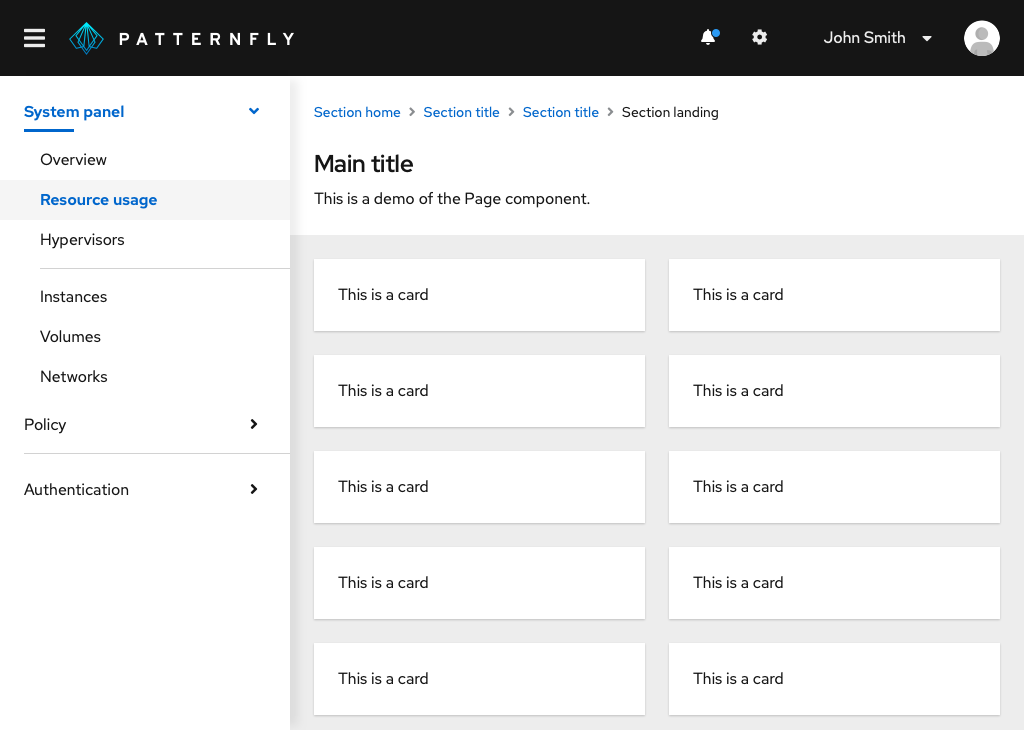 PATTERNFLY
John Smith
System panel
Overview
Resource usage
Hypervisors
Instances
Volumes
Networks
Policy
Authentication
Section home > Section title > Section title > Section landing
Main title
This is a demo of the Page component.
This is a card
This is a card
This is a card
This is a card
This is a card
This is a card
This is a card
This is a card
This is a card
This is a card